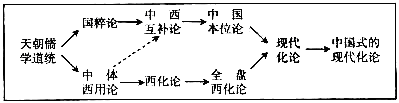 国粹论
中西
互补论
中国
本位论
天朝儒
学道统
现代
化论
中国式的
现代化论
中体
西用论
西化论
全盘
西化论